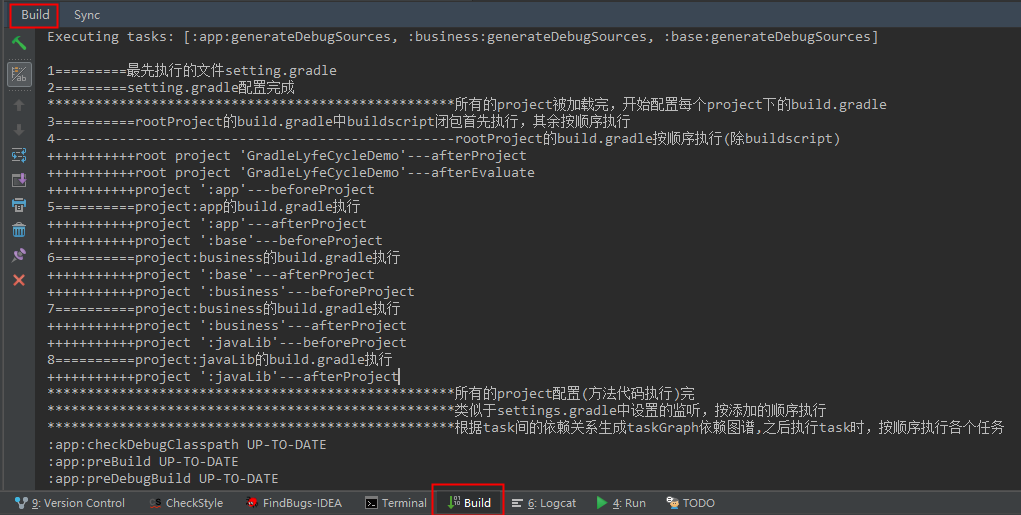 Build Sync
Executing tasks: [:app:generateDebugSources, :business:generateDebugSources, :base:generateDebugSources]
1=========最先执行的文件setting.gradle
2=========setting.gradle配置完成
***************************************************所有的project被加载完，开始配置每个project下的build.gradle
3==========rootProject的build.gradle中buildscript闭包首先执行，其余按顺序执行
4--------------------------------------------------rootProject的build.gradle按顺序执行(除buildscript)
+++++++++++root project 'GradleLyfeCycleDemo'---afterProject
+++++++++++root project 'GradleLyfeCycleDemo'---afterEvaluate
+++++++++++project ':app'---beforeProject
5==========project:app的build.gradle执行
+++++++++++project ':app'---afterProject
+++++++++++project ':base'---beforeProject
6==========project:business的build.gradle执行
+++++++++++project ':base'---afterProject
+++++++++++project ':business'---beforeProject
7==========project:business的build.gradle执行
+++++++++++project ':business'---afterProject
+++++++++++project ':javaLib'---beforeProject
8==========project:javaLib的build.gradle执行
+++++++++++project ':javaLib'---afterProject
***************************************************所有的project配置(方法代码执行)完
***************************************************类似于settings.gradle中设置的监听，按添加的顺序执行
***************************************************根据task间的依赖关系生成taskGraph依赖图谱,之后执行task时，按顺序执行各个任务
:app:checkDebugClasspath UP-TO-DATE
:app:preBuild UP-TO-DATE
:app:preDebugBuild UP-TO-DATE
9: Version Control CheckStyle FindBugs-IDEA Terminal Build 6: Logcat 4: Run TODO